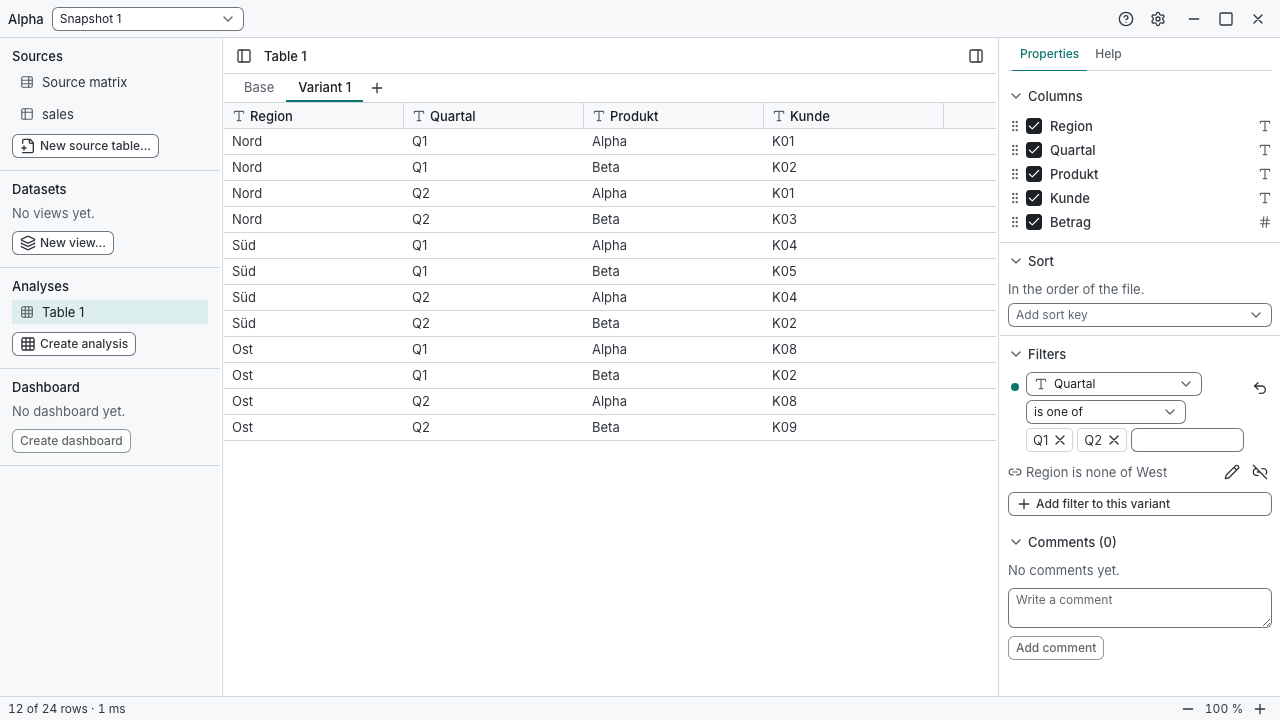 Alpha
Snapshot 1
Sources
Source matrix
sales
New source table...
Datasets
No views yet.
New view...
Analyses
Table 1
Create analysis
Dashboard
No dashboard yet.
Create dashboard
Table 1
Base
Variant 1
Region Quartal Produkt Kunde
Nord Q1 Alpha K01
Nord Q1 Beta K02
Nord Q2 Alpha K01
Nord Q2 Beta K03
Süd Q1 Alpha K04
Süd Q1 Beta K05
Süd Q2 Alpha K04
Süd Q2 Beta K02
Ost Q1 Alpha K08
Ost Q1 Beta K02
Ost Q2 Alpha K08
Ost Q2 Beta K09
Properties
Help
Columns
Region
Quartal
Produkt
Kunde
Betrag #
Sort
In the order of the file.
Add sort key
Filters
Quartal
is one of
Q1 Q2
Region is none of West
Add filter to this variant
Comments (0)
No comments yet.
Write a comment
Add comment
12 of 24 rows · 1 ms
100 %